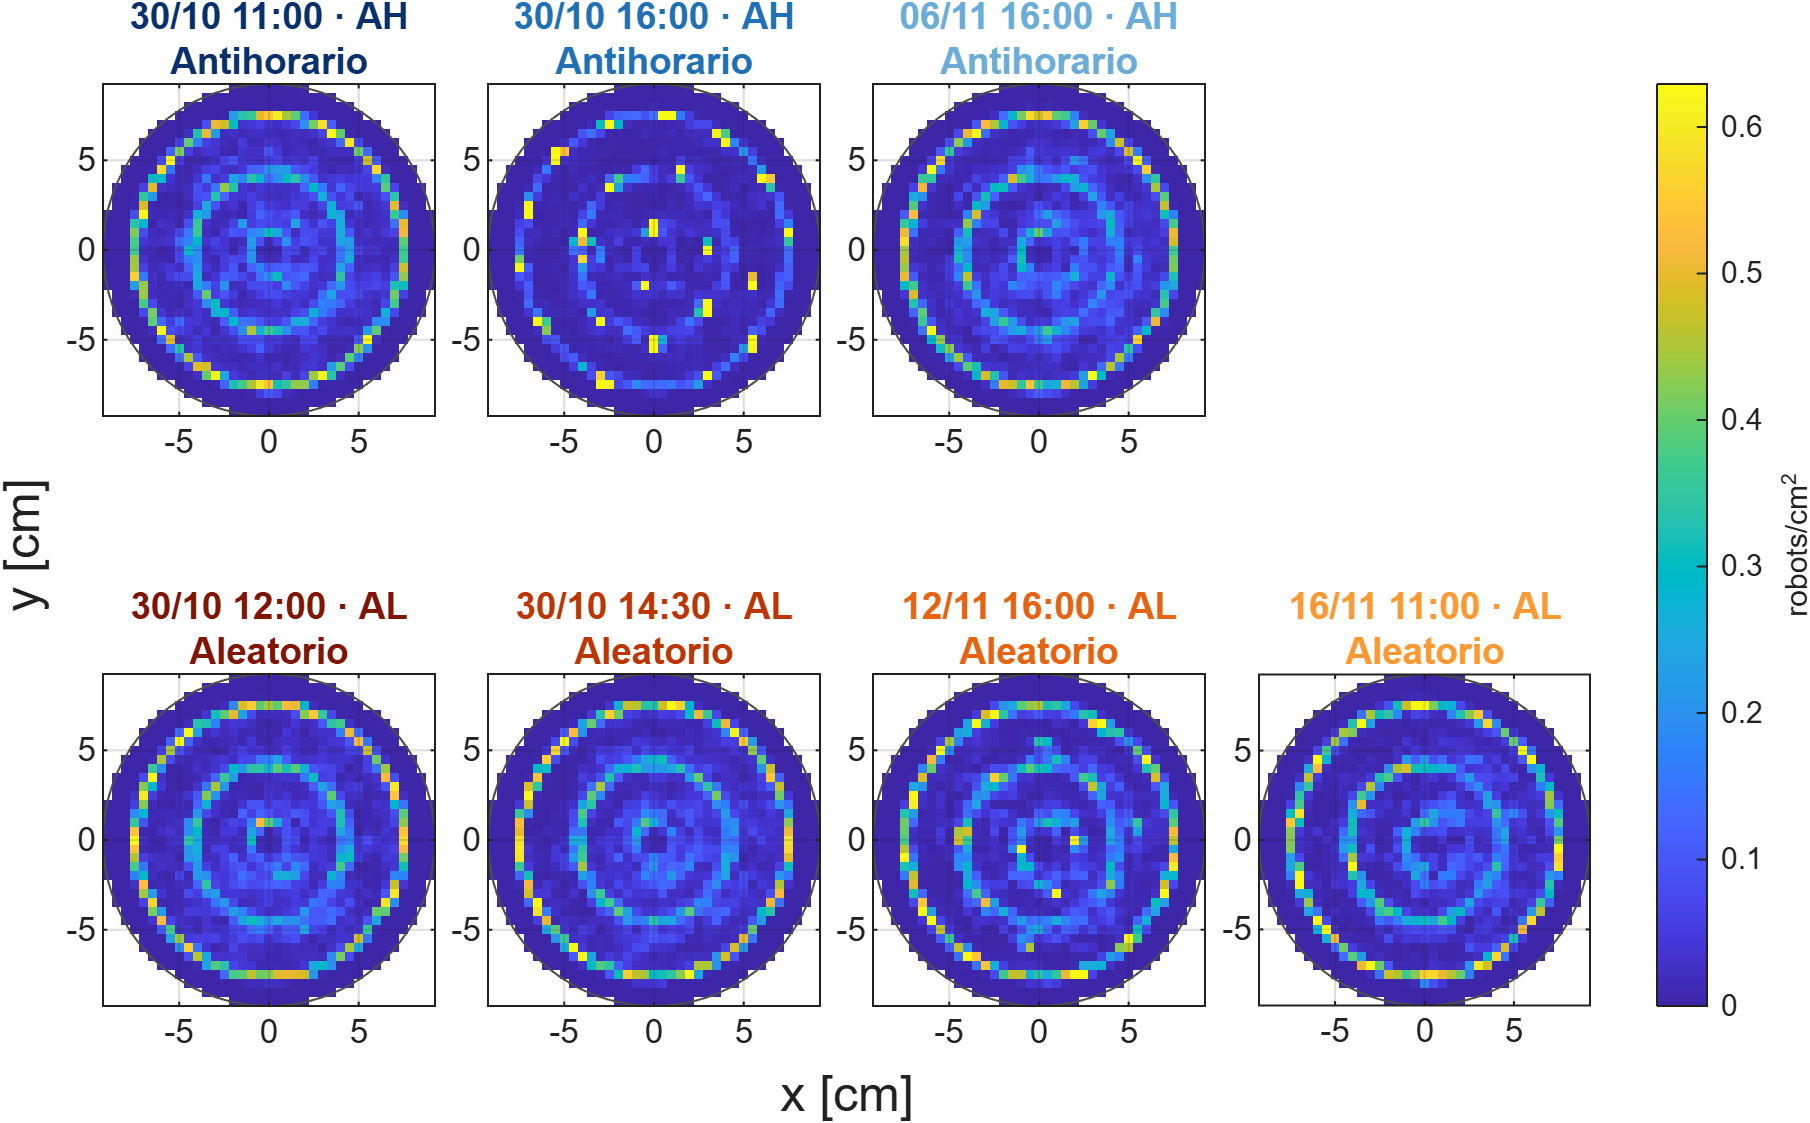 30/10 11:00 · AH
Antihorario
30/10 16:00 · AH
Antihorario
06/11 16:00 · AH
Antihorario
5
0
-5
-5 0 5
5
0
-5
-5 0 5
5
0
-5
-5 0 5
30/10 12:00 · AL
Aleatorio
30/10 14:30 · AL
Aleatorio
12/11 16:00 · AL
Aleatorio
16/11 11:00 · AL
Aleatorio
5
0
-5
-5 0 5
5
0
-5
-5 0 5
5
0
-5
-5 0 5
5
0
-5
-5 0 5
y [cm]
x [cm]
0.6
0.5
0.4
0.3
0.2
0.1
0
robots/cm²